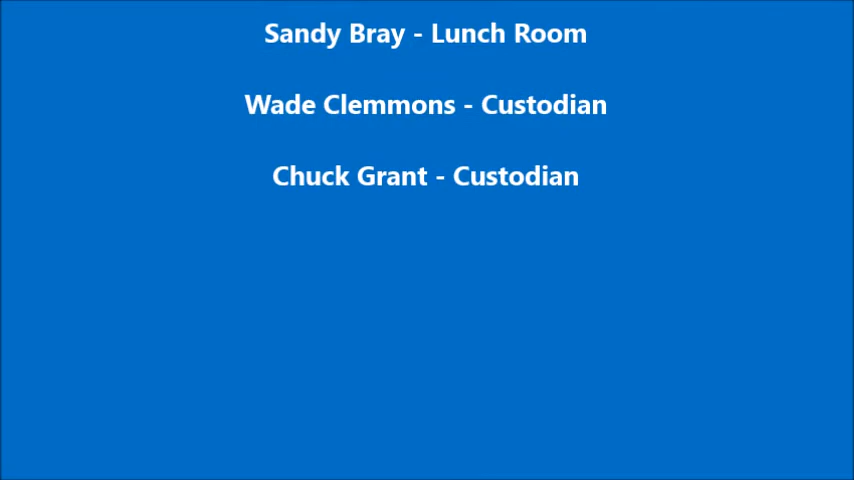 Sandy Bray - Lunch Room
Wade Clemmons - Custodian
Chuck Grant - Custodian